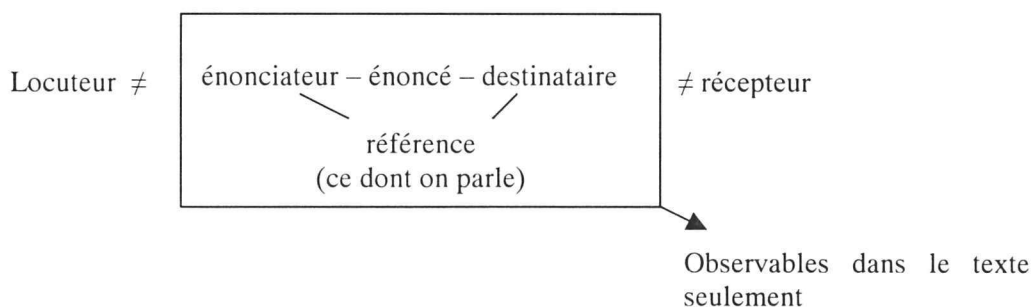 Locuteur ≠ énonciateur – énoncé – destinataire ≠ récepteur
référence
(ce dont on parle)
Observables dans le texte
seulement